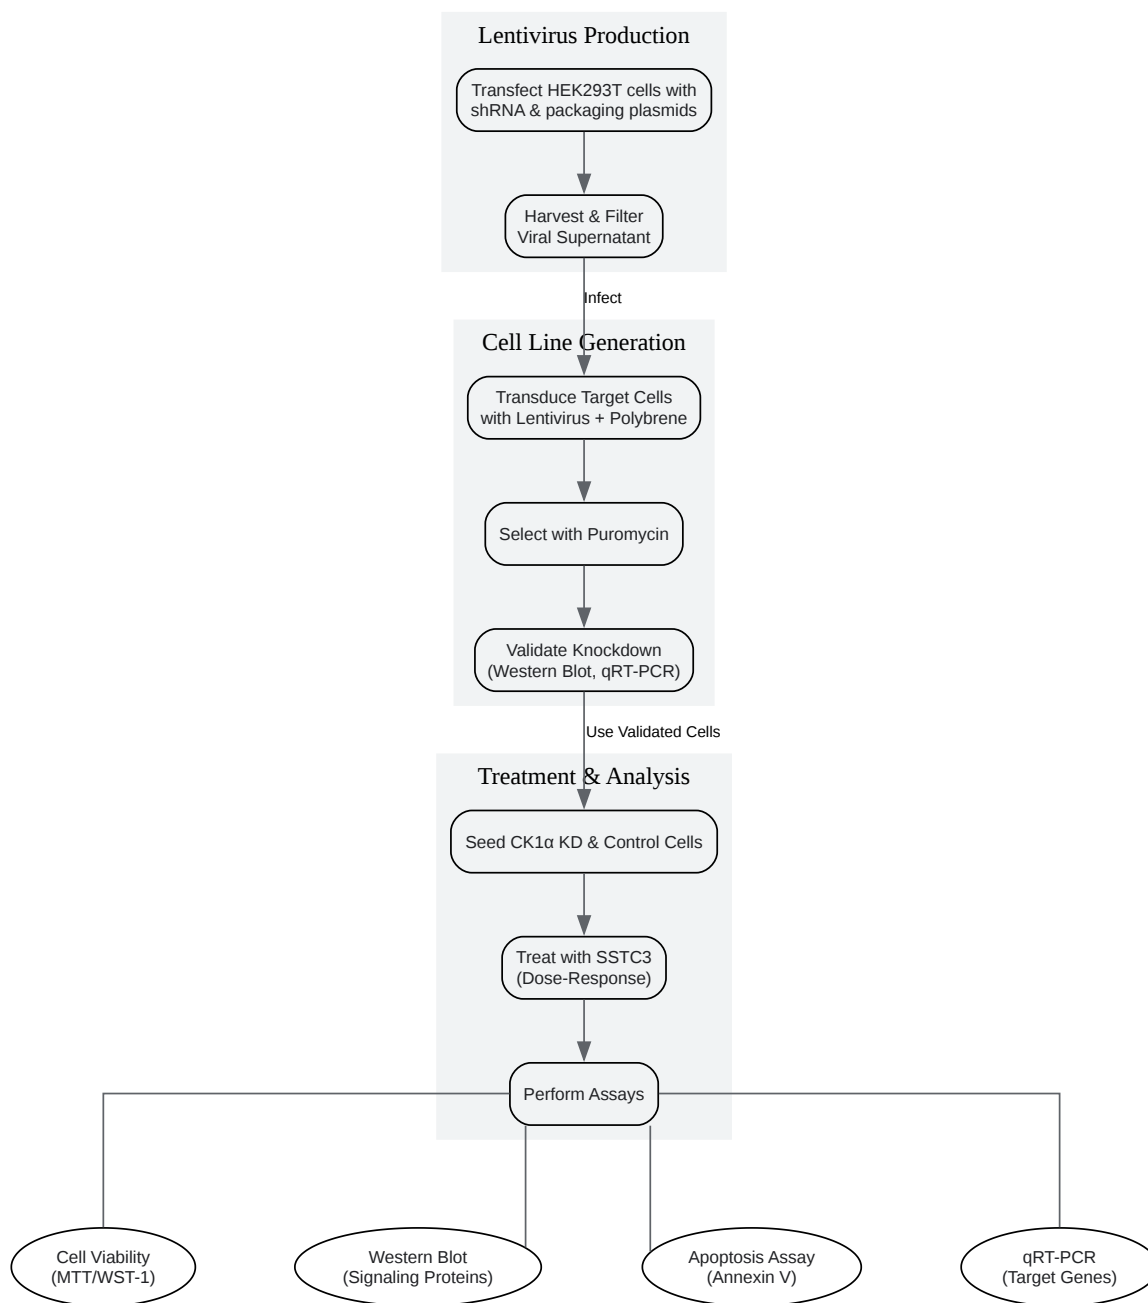 Lentivirus Production
Transfect HEK293T cells with
shRNA & packaging plasmids
Harvest & Filter
Viral Supernatant
Infect
Cell Line Generation
Transduce Target Cells
with Lentivirus + Polybrene
Select with Puromycin
Validate Knockdown
(Western Blot, qRT-PCR)
Use Validated Cells
Treatment & Analysis
Seed CK1α KD & Control Cells
Treat with SSTC3
(Dose-Response)
Perform Assays
Cell Viability
(MTT/WST-1)
Western Blot
(Signaling Proteins)
Apoptosis Assay
(Annexin V)
qRT-PCR
(Target Genes)